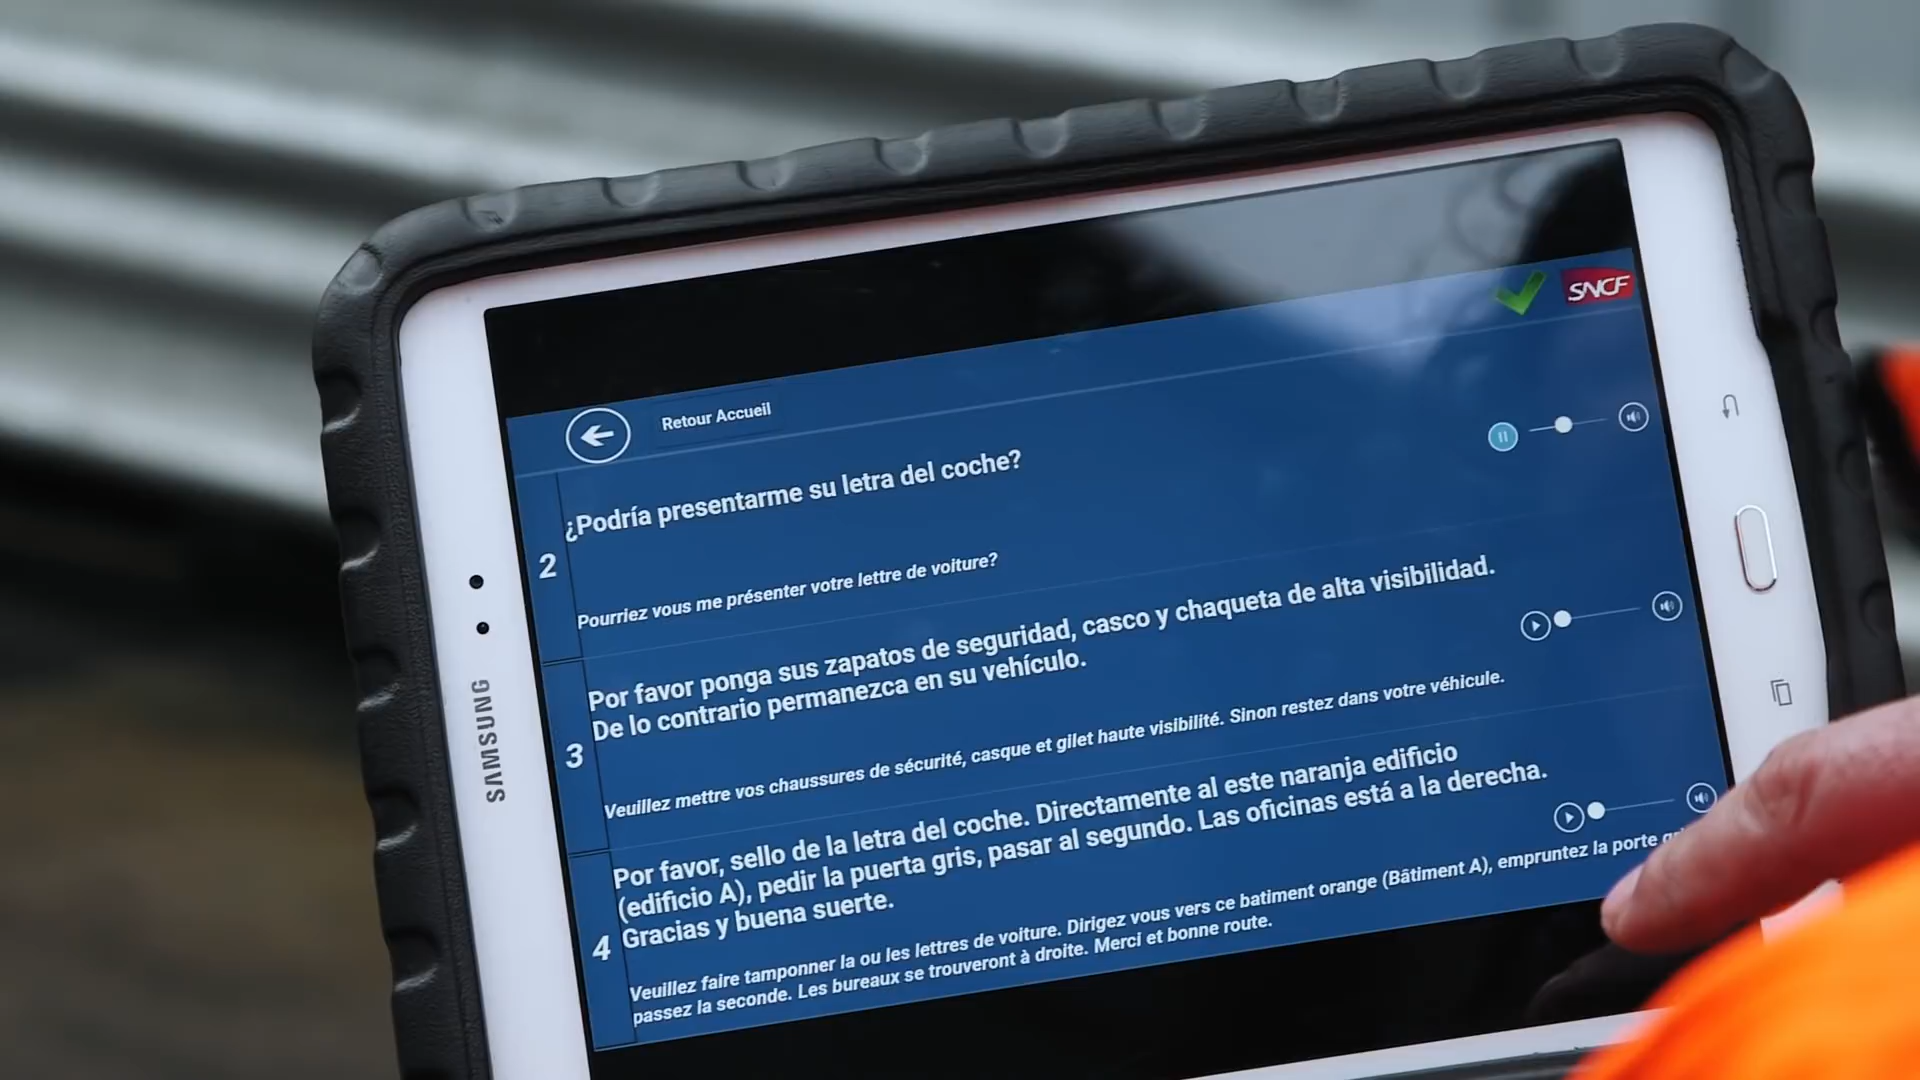 SNCF
Retour Accueil
2
¿Podría presentarme su letra del coche?
Pourriez vous me présenter votre lettre de voiture?
3
Por favor ponga sus zapatos de seguridad, casco y chaqueta de alta visibilidad.
De lo contrario permanezca en su vehículo.
Veuillez mettre vos chaussures de sécurité, casque et gilet haute visibilité. Sinon restez dans votre véhicule.
4
Por favor, sello de la letra del coche. Directamente al este naranja edificio
(edificio A), pedir la puerta gris, pasar al segundo. Las oficinas está a la derecha.
Gracias y buena suerte.
Veuillez faire tamponner la ou les lettres de voiture. Dirigez vous vers ce batiment orange (Bâtiment A), empruntez la porte
passez la seconde. Les bureaux se trouveront à droite. Merci et bonne route.
SAMSUNG